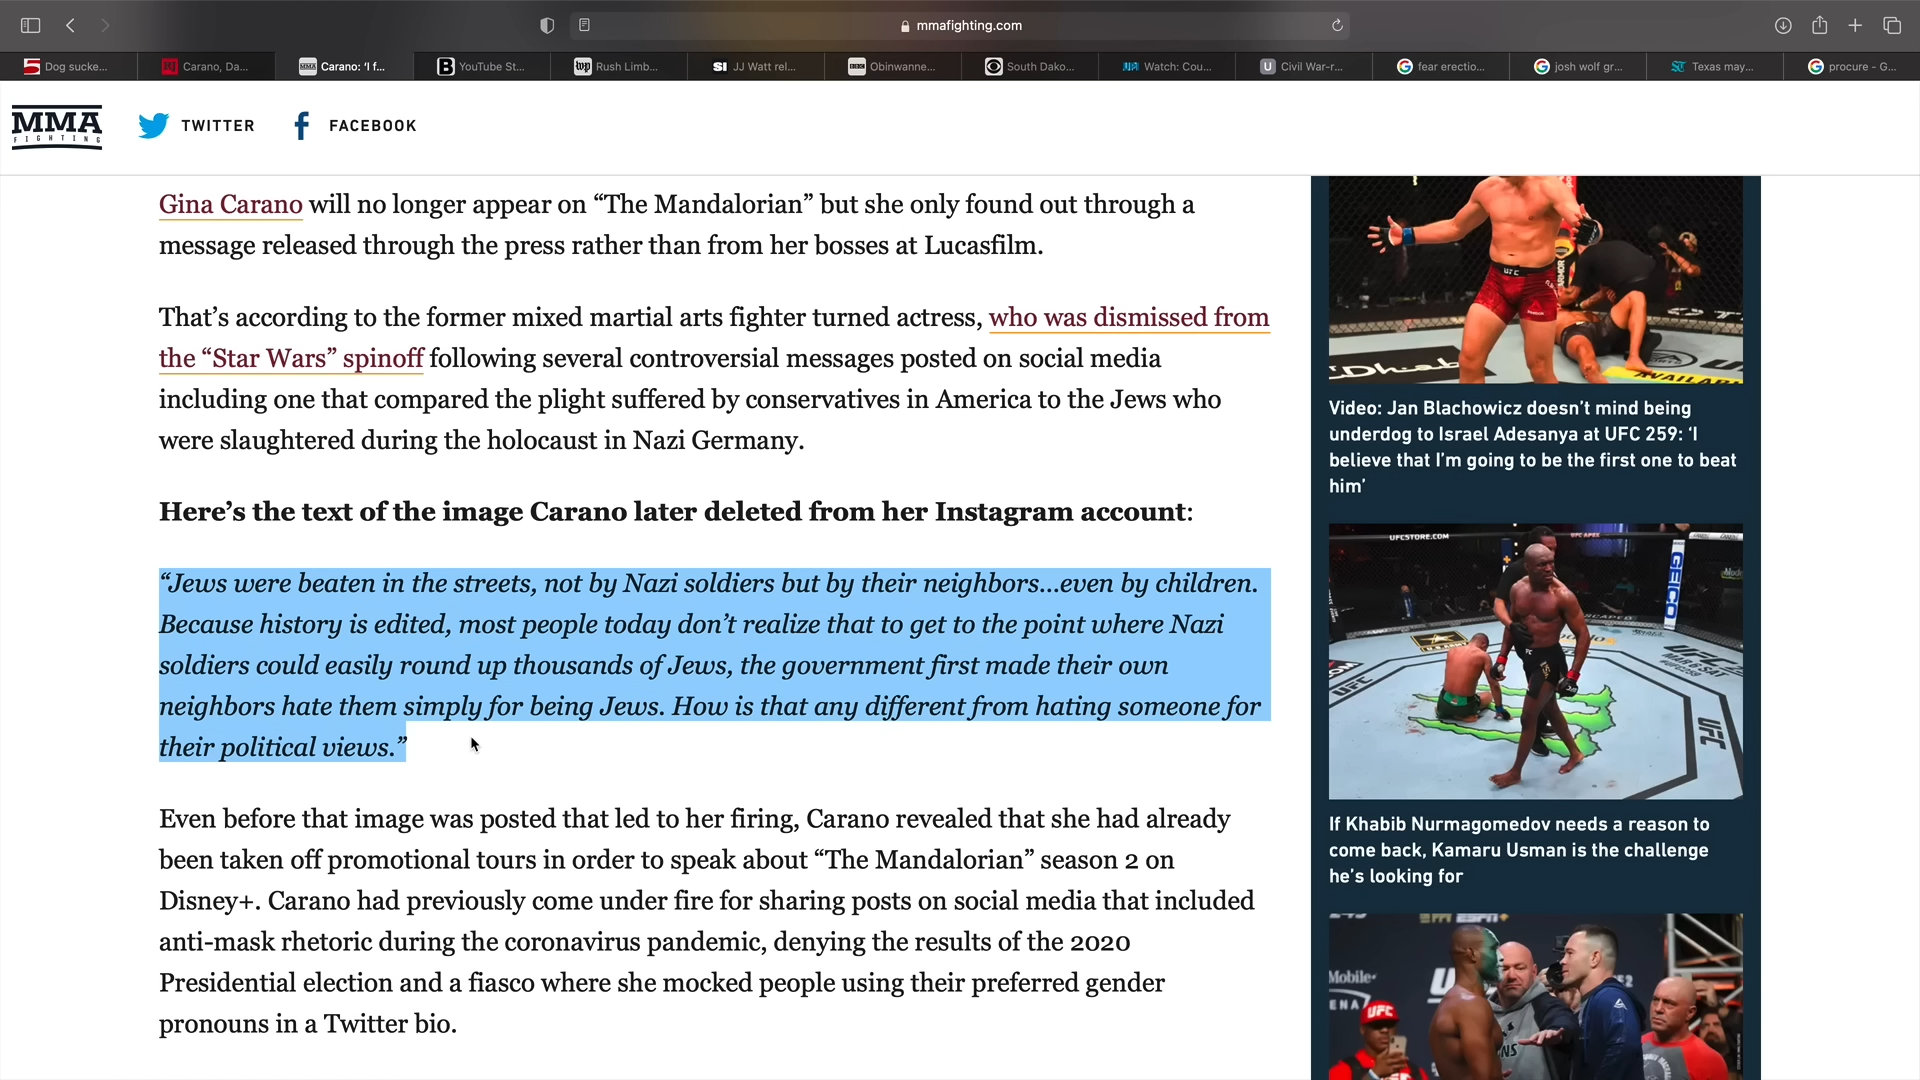 mmafighting.com
Dog sucke...
Carano, Da...
Carano: ‘I f...
YouTube St...
Rush Limb...
JJ Watt rel...
Obinwanne...
South Dako...
Watch: Cou...
Civil War-r...
fear erectio...
josh wolf gr...
Texas may...
procure - G...
MMA
FIGHTING
TWITTER
FACEBOOK
Gina Carano will no longer appear on “The Mandalorian” but she only found out through a
message released through the press rather than from her bosses at Lucasfilm.
That’s according to the former mixed martial arts fighter turned actress, who was dismissed from
the “Star Wars” spinoff following several controversial messages posted on social media
including one that compared the plight suffered by conservatives in America to the Jews who
were slaughtered during the holocaust in Nazi Germany.
Here’s the text of the image Carano later deleted from her Instagram account:
“Jews were beaten in the streets, not by Nazi soldiers but by their neighbors...even by children.
Because history is edited, most people today don’t realize that to get to the point where Nazi
soldiers could easily round up thousands of Jews, the government first made their own
neighbors hate them simply for being Jews. How is that any different from hating someone for
their political views.”
Even before that image was posted that led to her firing, Carano revealed that she had already
been taken off promotional tours in order to speak about “The Mandalorian” season 2 on
Disney+. Carano had previously come under fire for sharing posts on social media that included
anti-mask rhetoric during the coronavirus pandemic, denying the results of the 2020
Presidential election and a fiasco where she mocked people using their preferred gender
pronouns in a Twitter bio.
Video: Jan Blachowicz doesn’t mind being
underdog to Israel Adesanya at UFC 259: ‘I
believe that I’m going to be the first one to beat
him’
UFCSTORE.COM
UFC APEX
GEICO
UFC
UFC
If Khabib Nurmagomedov needs a reason to
come back, Kamaru Usman is the challenge
he’s looking for
UFC